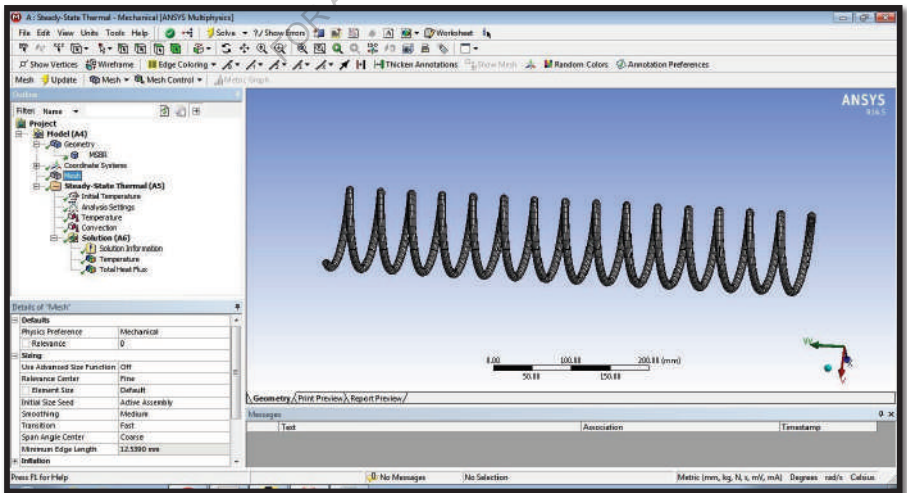 A : Steady-State Thermal - Mechanical [ANSYS Multiphysics]
File Edit View Units Tools Help Solve ?/ Show Errors Worksheet
Show Vertices Wireframe Edge Coloring Thicken Annotations Show Mesh Random Colors Annotation Preferences
Mesh Update Mesh Mesh Control Metric Graph
FOR
Outline
Filter: Name
Project
Model (A4)
Geometry
MSBR
Coordinate Systems
Mesh
Steady-State Thermal (A5)
Initial Temperature
Analysis Settings
Temperature
Convection
Solution (A6)
Solution Information
Temperature
Total Heat Flux
ANSYS
R14.5
0.00 100.00 200.00 (mm)
50.00 150.00
Geometry Print Preview Report Preview
Details of "Mesh"
Defaults
Physics Preference Mechanical
Relevance 0
Sizing
Use Advanced Size Function Off
Relevance Center Fine
Element Size Default
Initial Size Seed Active Assembly
Smoothing Medium
Transition Fast
Span Angle Center Coarse
Minimum Edge Length 12.5390 mm
Inflation
Messages
Text Association Timestamp
Press F1 for Help No Messages No Selection Metric (mm, kg, N, s, mV, mA) Degrees rad/s Celsius